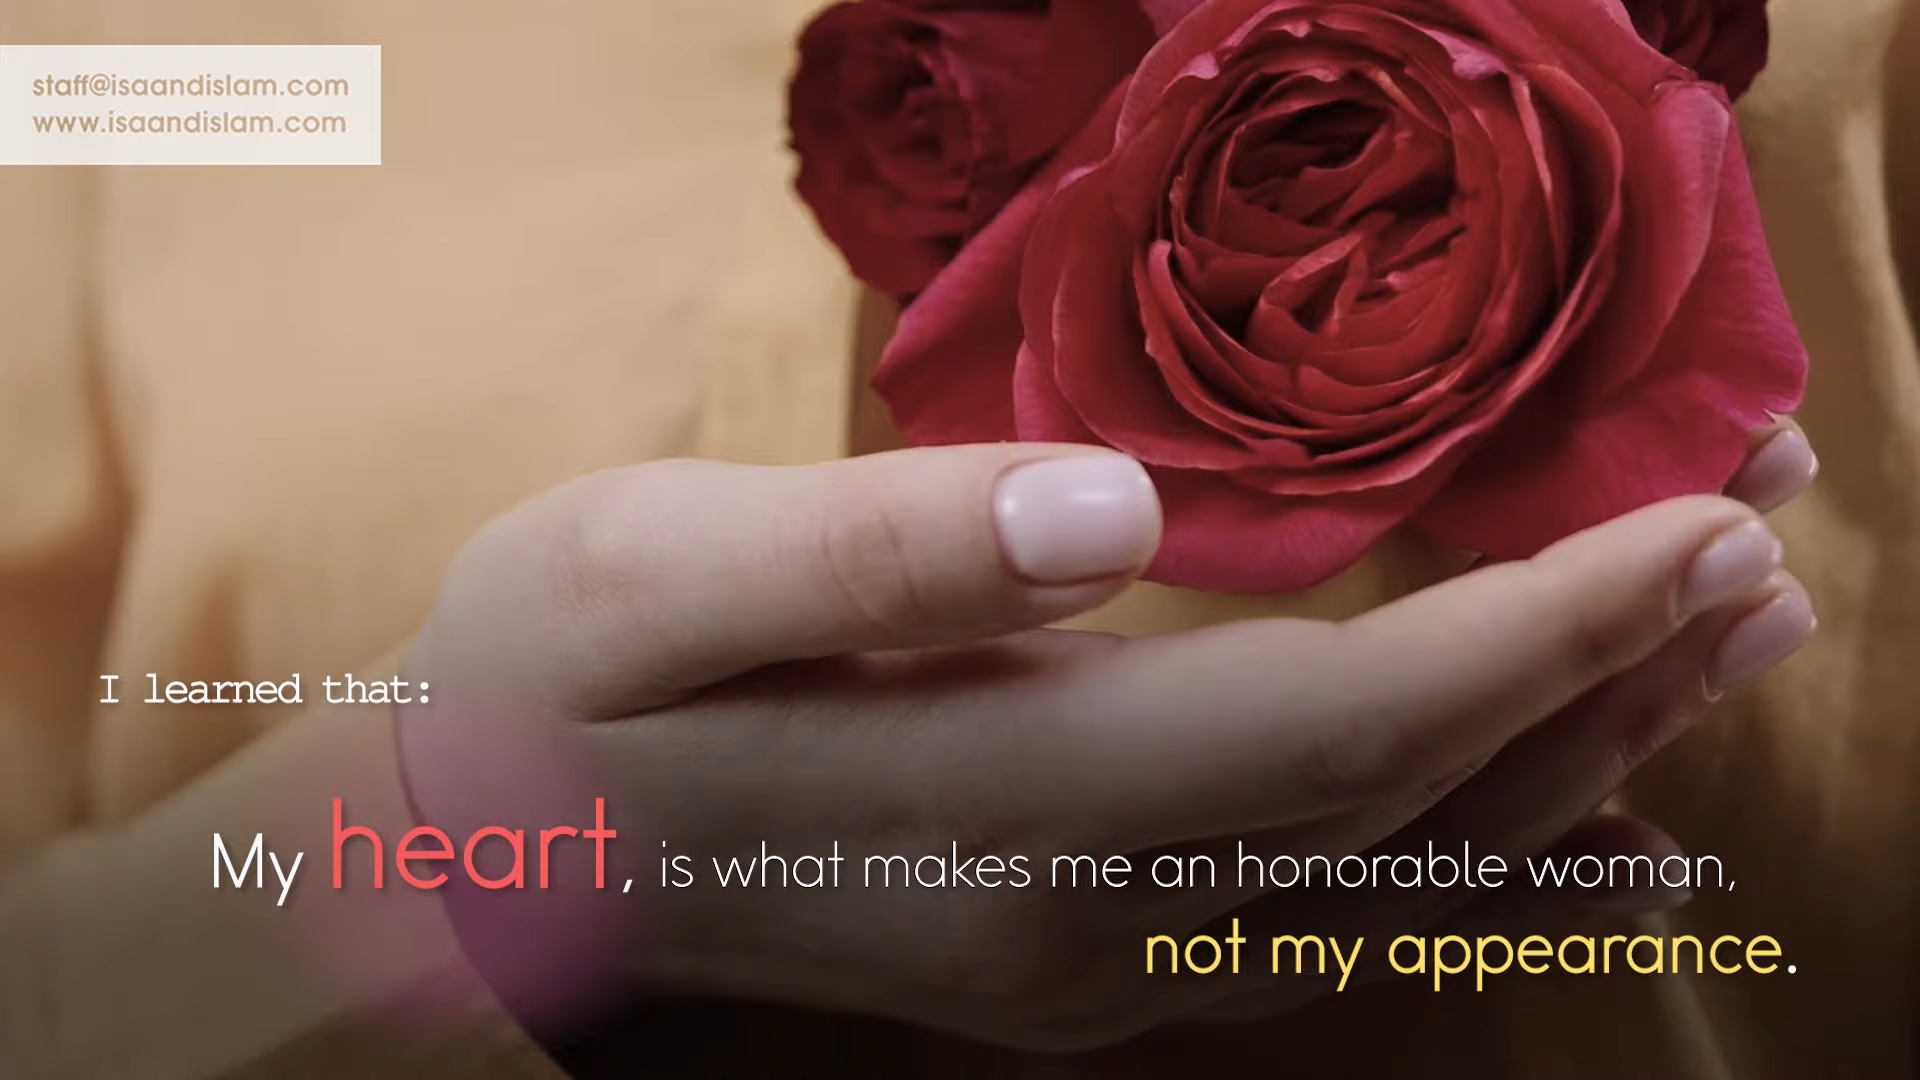 staff@isaandislam.com
www.isaandislam.com
I learned that:
My heart, is what makes me an honorable woman,
not my appearance.